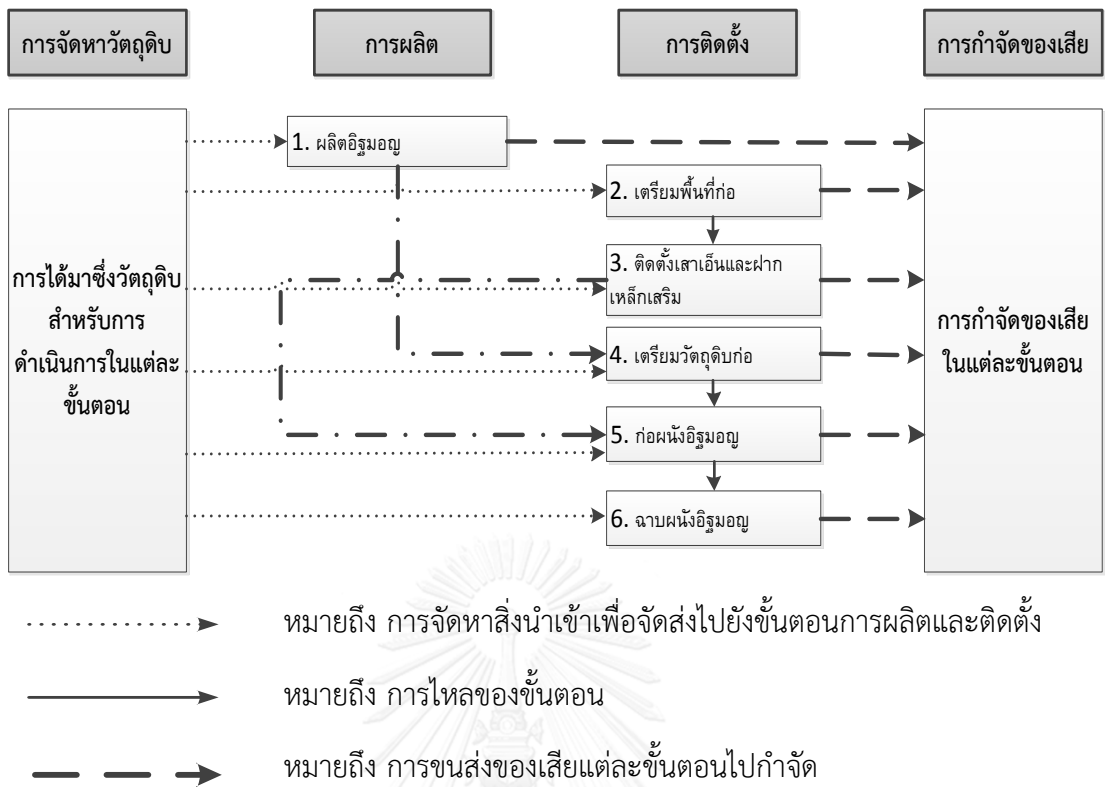 การจัดหาวัตถุดิบ
การผลิต
การติดตั้ง
การกำจัดของเสีย
การได้มาซึ่งวัตถุดิบ
สำหรับการ
ดำเนินการในแต่ละ
ขั้นตอน
1. ผลิตอิฐมอญ
2. เตรียมพื้นที่ก่อ
3. ติดตั้งเสาเอ็นและฝาก
เหล็กเสริม
4. เตรียมวัตถุดิบก่อ
5. ก่อผนังอิฐมอญ
6. ฉาบผนังอิฐมอญ
การกำจัดของเสีย
ในแต่ละขั้นตอน
หมายถึง การจัดหาสิ่งนำเข้าเพื่อจัดส่งไปยังขั้นตอนการผลิตและติดตั้ง
หมายถึง การไหลของขั้นตอน
หมายถึง การขนส่งของเสียแต่ละขั้นตอนไปกำจัด